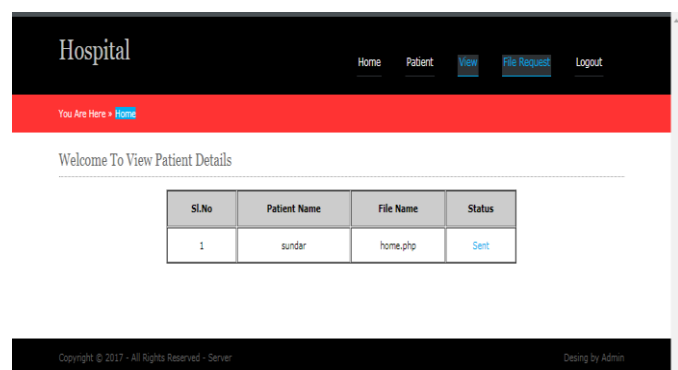 Hospital
Home Patient View File Request Logout
You Are Here » Home
Welcome To View Patient Details
Sl.No Patient Name File Name Status
1 sundar home.php Sent
Copyright © 2017 - All Rights Reserved - Server Desing by Admin